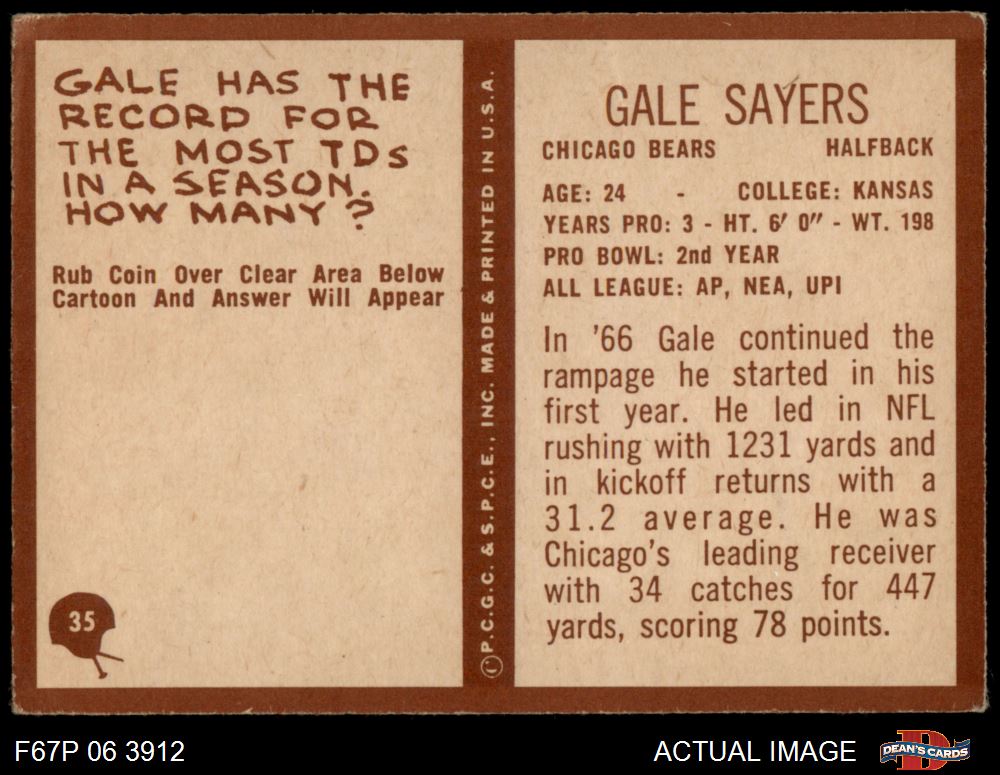 GALE HAS THE
RECORD FOR
THE MOST TDS
IN A SEASON.
HOW MANY?
Rub Coin Over Clear Area Below
Cartoon And Answer Will Appear
35
©P.C.G.C. & S.P.C.E., INC. MADE & PRINTED IN U.S.A.
GALE SAYERS
CHICAGO BEARS HALFBACK
AGE: 24 - COLLEGE: KANSAS
YEARS PRO: 3 - HT. 6' 0" - WT. 198
PRO BOWL: 2nd YEAR
ALL LEAGUE: AP, NEA, UPI
In '66 Gale continued the
rampage he started in his
first year. He led in NFL
rushing with 1231 yards and
in kickoff returns with a
31.2 average. He was
Chicago's leading receiver
with 34 catches for 447
yards, scoring 78 points.
F67P 06 3912
ACTUAL IMAGE
D
DEAN'S CARDS